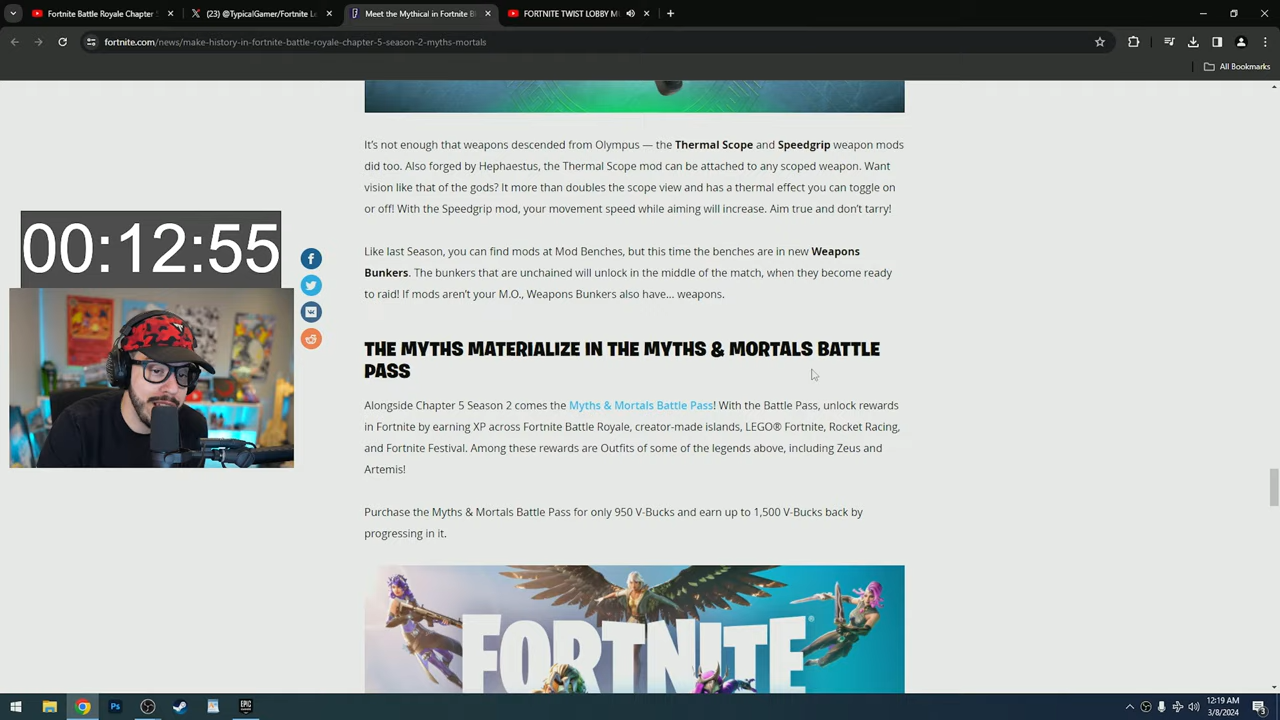 Fortnite Battle Royale Chapter
(23) @TypicalGamer/Fortnite Le
Meet the Mythical in Fortnite B
FORTNITE TWIST LOBBY M
fortnite.com/news/make-history-in-fortnite-battle-royale-chapter-5-season-2-myths-mortals
All Bookmarks
It's not enough that weapons descended from Olympus — the Thermal Scope and Speedgrip weapon mods
did too. Also forged by Hephaestus, the Thermal Scope mod can be attached to any scoped weapon. Want
vision like that of the gods? It more than doubles the scope view and has a thermal effect you can toggle on
or off! With the Speedgrip mod, your movement speed while aiming will increase. Aim true and don't tarry!
00:12:55
Like last Season, you can find mods at Mod Benches, but this time the benches are in new Weapons
Bunkers. The bunkers that are unchained will unlock in the middle of the match, when they become ready
to raid! If mods aren't your M.O., Weapons Bunkers also have... weapons.
THE MYTHS MATERIALIZE IN THE MYTHS & MORTALS BATTLE
PASS
Alongside Chapter 5 Season 2 comes the Myths & Mortals Battle Pass! With the Battle Pass, unlock rewards
in Fortnite by earning XP across Fortnite Battle Royale, creator-made islands, LEGO® Fortnite, Rocket Racing,
and Fortnite Festival. Among these rewards are Outfits of some of the legends above, including Zeus and
Artemis!
Purchase the Myths & Mortals Battle Pass for only 950 V-Bucks and earn up to 1,500 V-Bucks back by
progressing in it.
FORTNITE
12:19 AM
3/8/2024